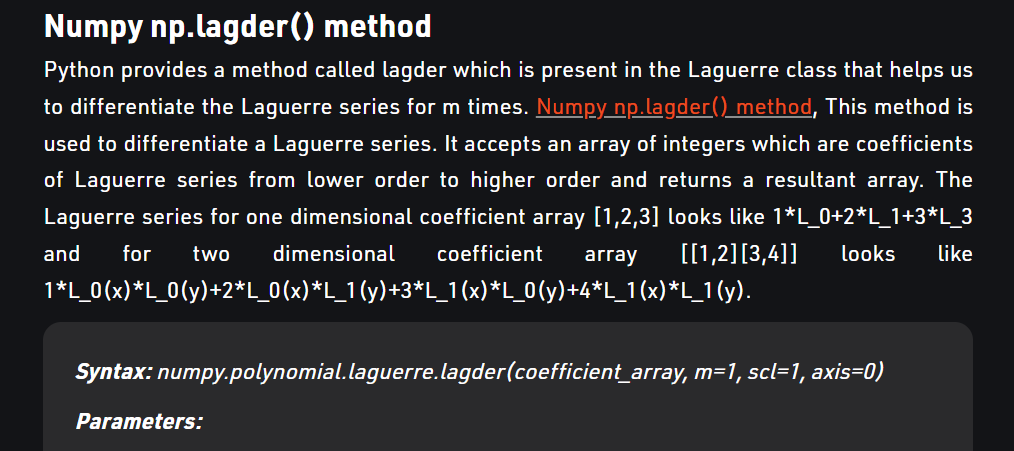 Numpy np.lagder() method
Python provides a method called lagder which is present in the Laguerre class that helps us
to differentiate the Laguerre series for m times. Numpy np.lagder() method, This method is
used to differentiate a Laguerre series. It accepts an array of integers which are coefficients
of Laguerre series from lower order to higher order and returns a resultant array. The
Laguerre series for one dimensional coefficient array [1,2,3] looks like 1*L_0+2*L_1+3*L_3
and for two dimensional coefficient array [[1,2][3,4]] looks like
1*L_0(x)*L_0(y)+2*L_0(x)*L_1(y)+3*L_1(x)*L_0(y)+4*L_1(x)*L_1(y).
Syntax: numpy.polynomial.laguerre.lagder(coefficient_array, m=1, scl=1, axis=0)
Parameters: